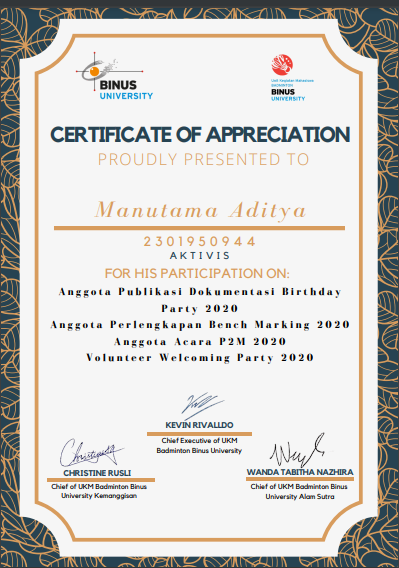 BINUS
UNIVERSITY
Unit Kegiatan Mahasiswa
BADMINTON
BINUS
UNIVERSITY
CERTIFICATE OF APPRECIATION
PROUDLY PRESENTED TO
Manutama Aditya
2301950944
AKTIVIS
FOR HIS PARTICIPATION ON:
Anggota Publikasi Dokumentasi Birthday
Party 2020
Anggota Perlengkapan Bench Marking 2020
Anggota Acara P2M 2020
Volunteer Welcoming Party 2020
KEVIN RIVALLDO
Chief Executive of UKM
Badminton Binus University
CHRISTINE RUSLI
Chief of UKM Badminton Binus
University Kemanggisan
WANDA TABITHA NAZHIRA
Chief of UKM Badminton Binus
University Alam Sutra